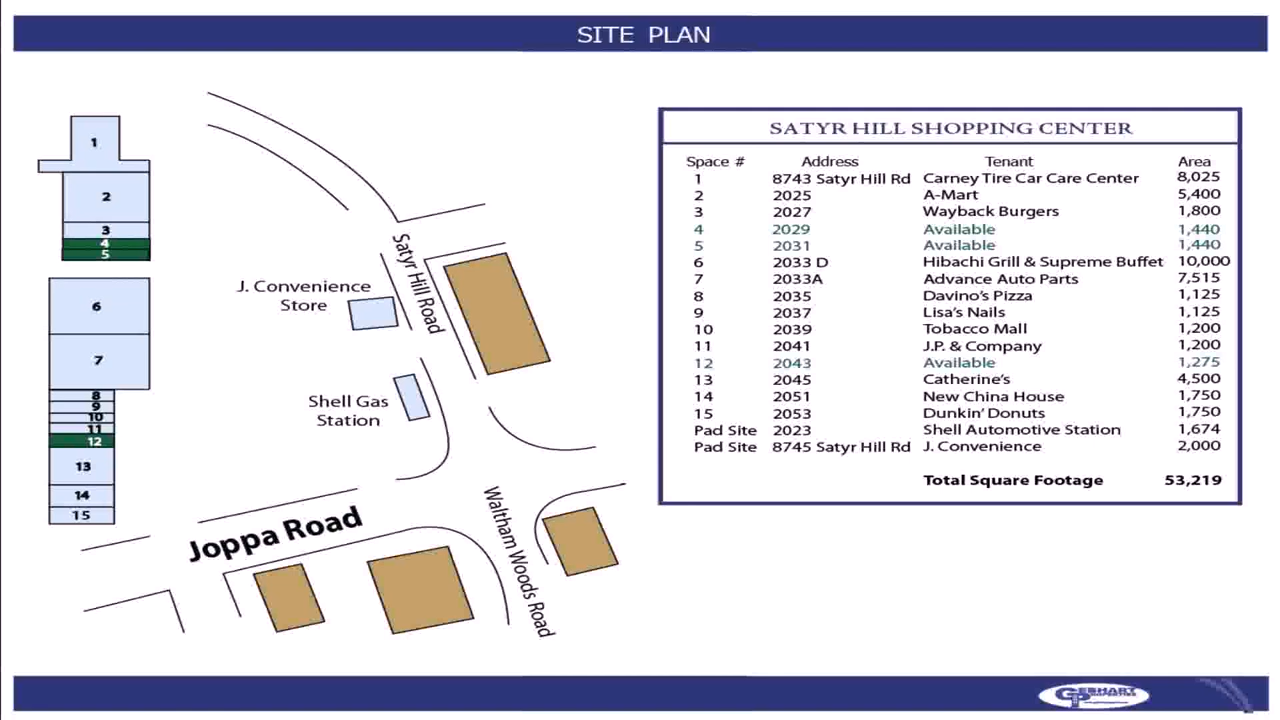 SITE PLAN
1
2
3
4
5
6
7
8
9
10
11
12
13
14
15
J. Convenience
Store
Satyr Hill Road
Shell Gas
Station
Joppa Road
Waltham Woods Road
SATYR HILL SHOPPING CENTER
Space # Address Tenant Area
1 8743 Satyr Hill Rd Carney Tire Car Care Center 8,025
2 2025 A-Mart 5,400
3 2027 Wayback Burgers 1,800
4 2029 Available 1,440
5 2031 Available 1,440
6 2033 D Hibachi Grill & Supreme Buffet 10,000
7 2033A Advance Auto Parts 7,515
8 2035 Davino's Pizza 1,125
9 2037 Lisa's Nails 1,125
10 2039 Tobacco Mall 1,200
11 2041 J.P. & Company 1,200
12 2043 Available 1,275
13 2045 Catherine's 4,500
14 2051 New China House 1,750
15 2053 Dunkin' Donuts 1,750
Pad Site 2023 Shell Automotive Station 1,674
Pad Site 8745 Satyr Hill Rd J. Convenience 2,000
Total Square Footage 53,219
GEBHART
PROPERTIES